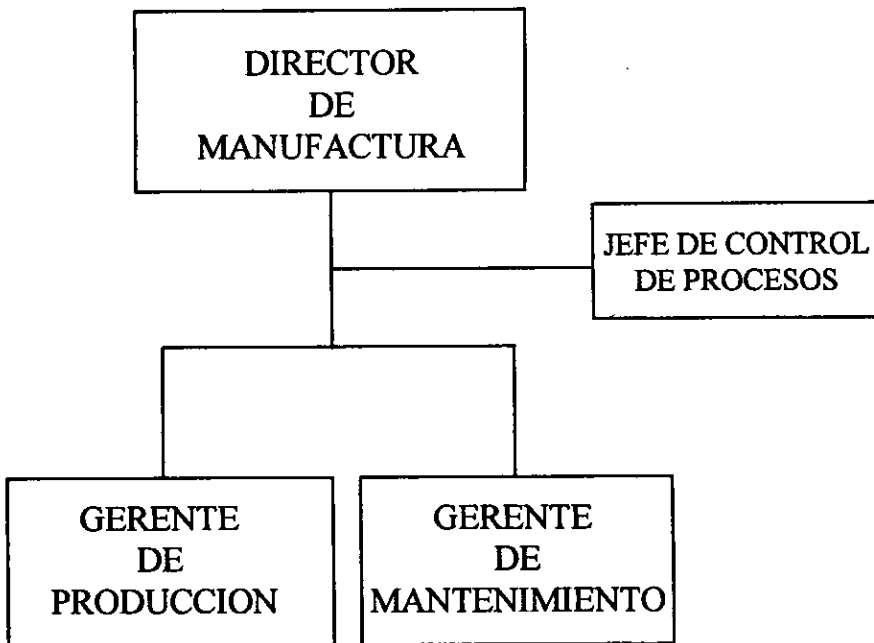 DIRECTOR
DE
MANUFACTURA
JEFE DE CONTROL
DE PROCESOS
GERENTE
DE
PRODUCCION
GERENTE
DE
MANTENIMIENTO